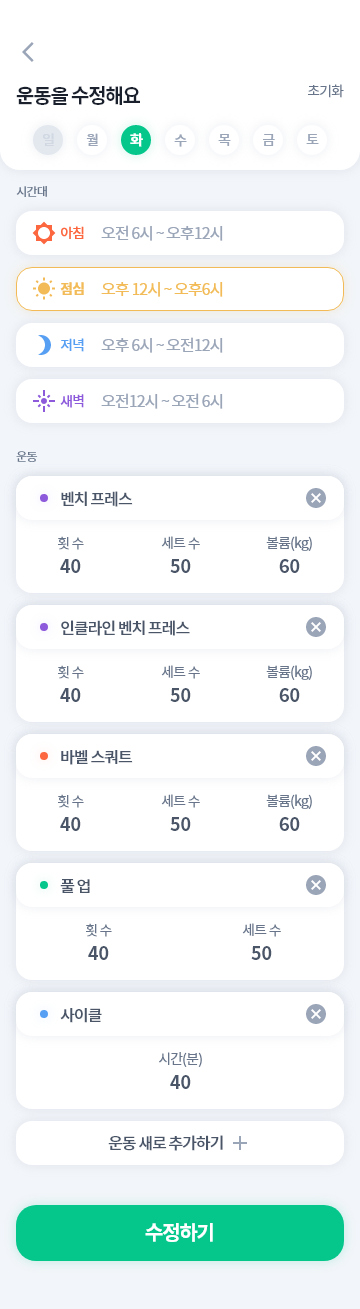 운동을 수정해요
초기화
일 월 화 수 목 금 토
시간대
아침 오전 6시 ~ 오후12시
점심 오후 12시 ~ 오후6시
저녁 오후 6시 ~ 오전12시
새벽 오전12시 ~ 오전 6시
운동
벤치 프레스
횟 수 세트 수 볼륨(kg)
40 50 60
인클라인 벤치 프레스
횟 수 세트 수 볼륨(kg)
40 50 60
바벨 스쿼트
횟 수 세트 수 볼륨(kg)
40 50 60
풀 업
횟 수 세트 수
40 50
사이클
시간(분)
40
운동 새로 추가하기
수정하기